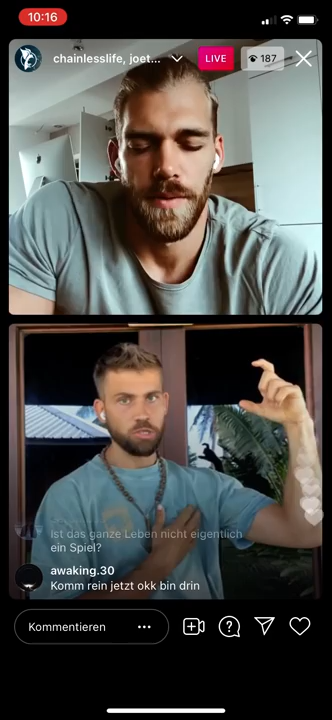 10:16
chainlesslife, joet...
LIVE
187
Ist das ganze Leben nicht eigentlich
ein Spiel?
awaking.30
Komm rein jetzt okk bin drin
Kommentieren